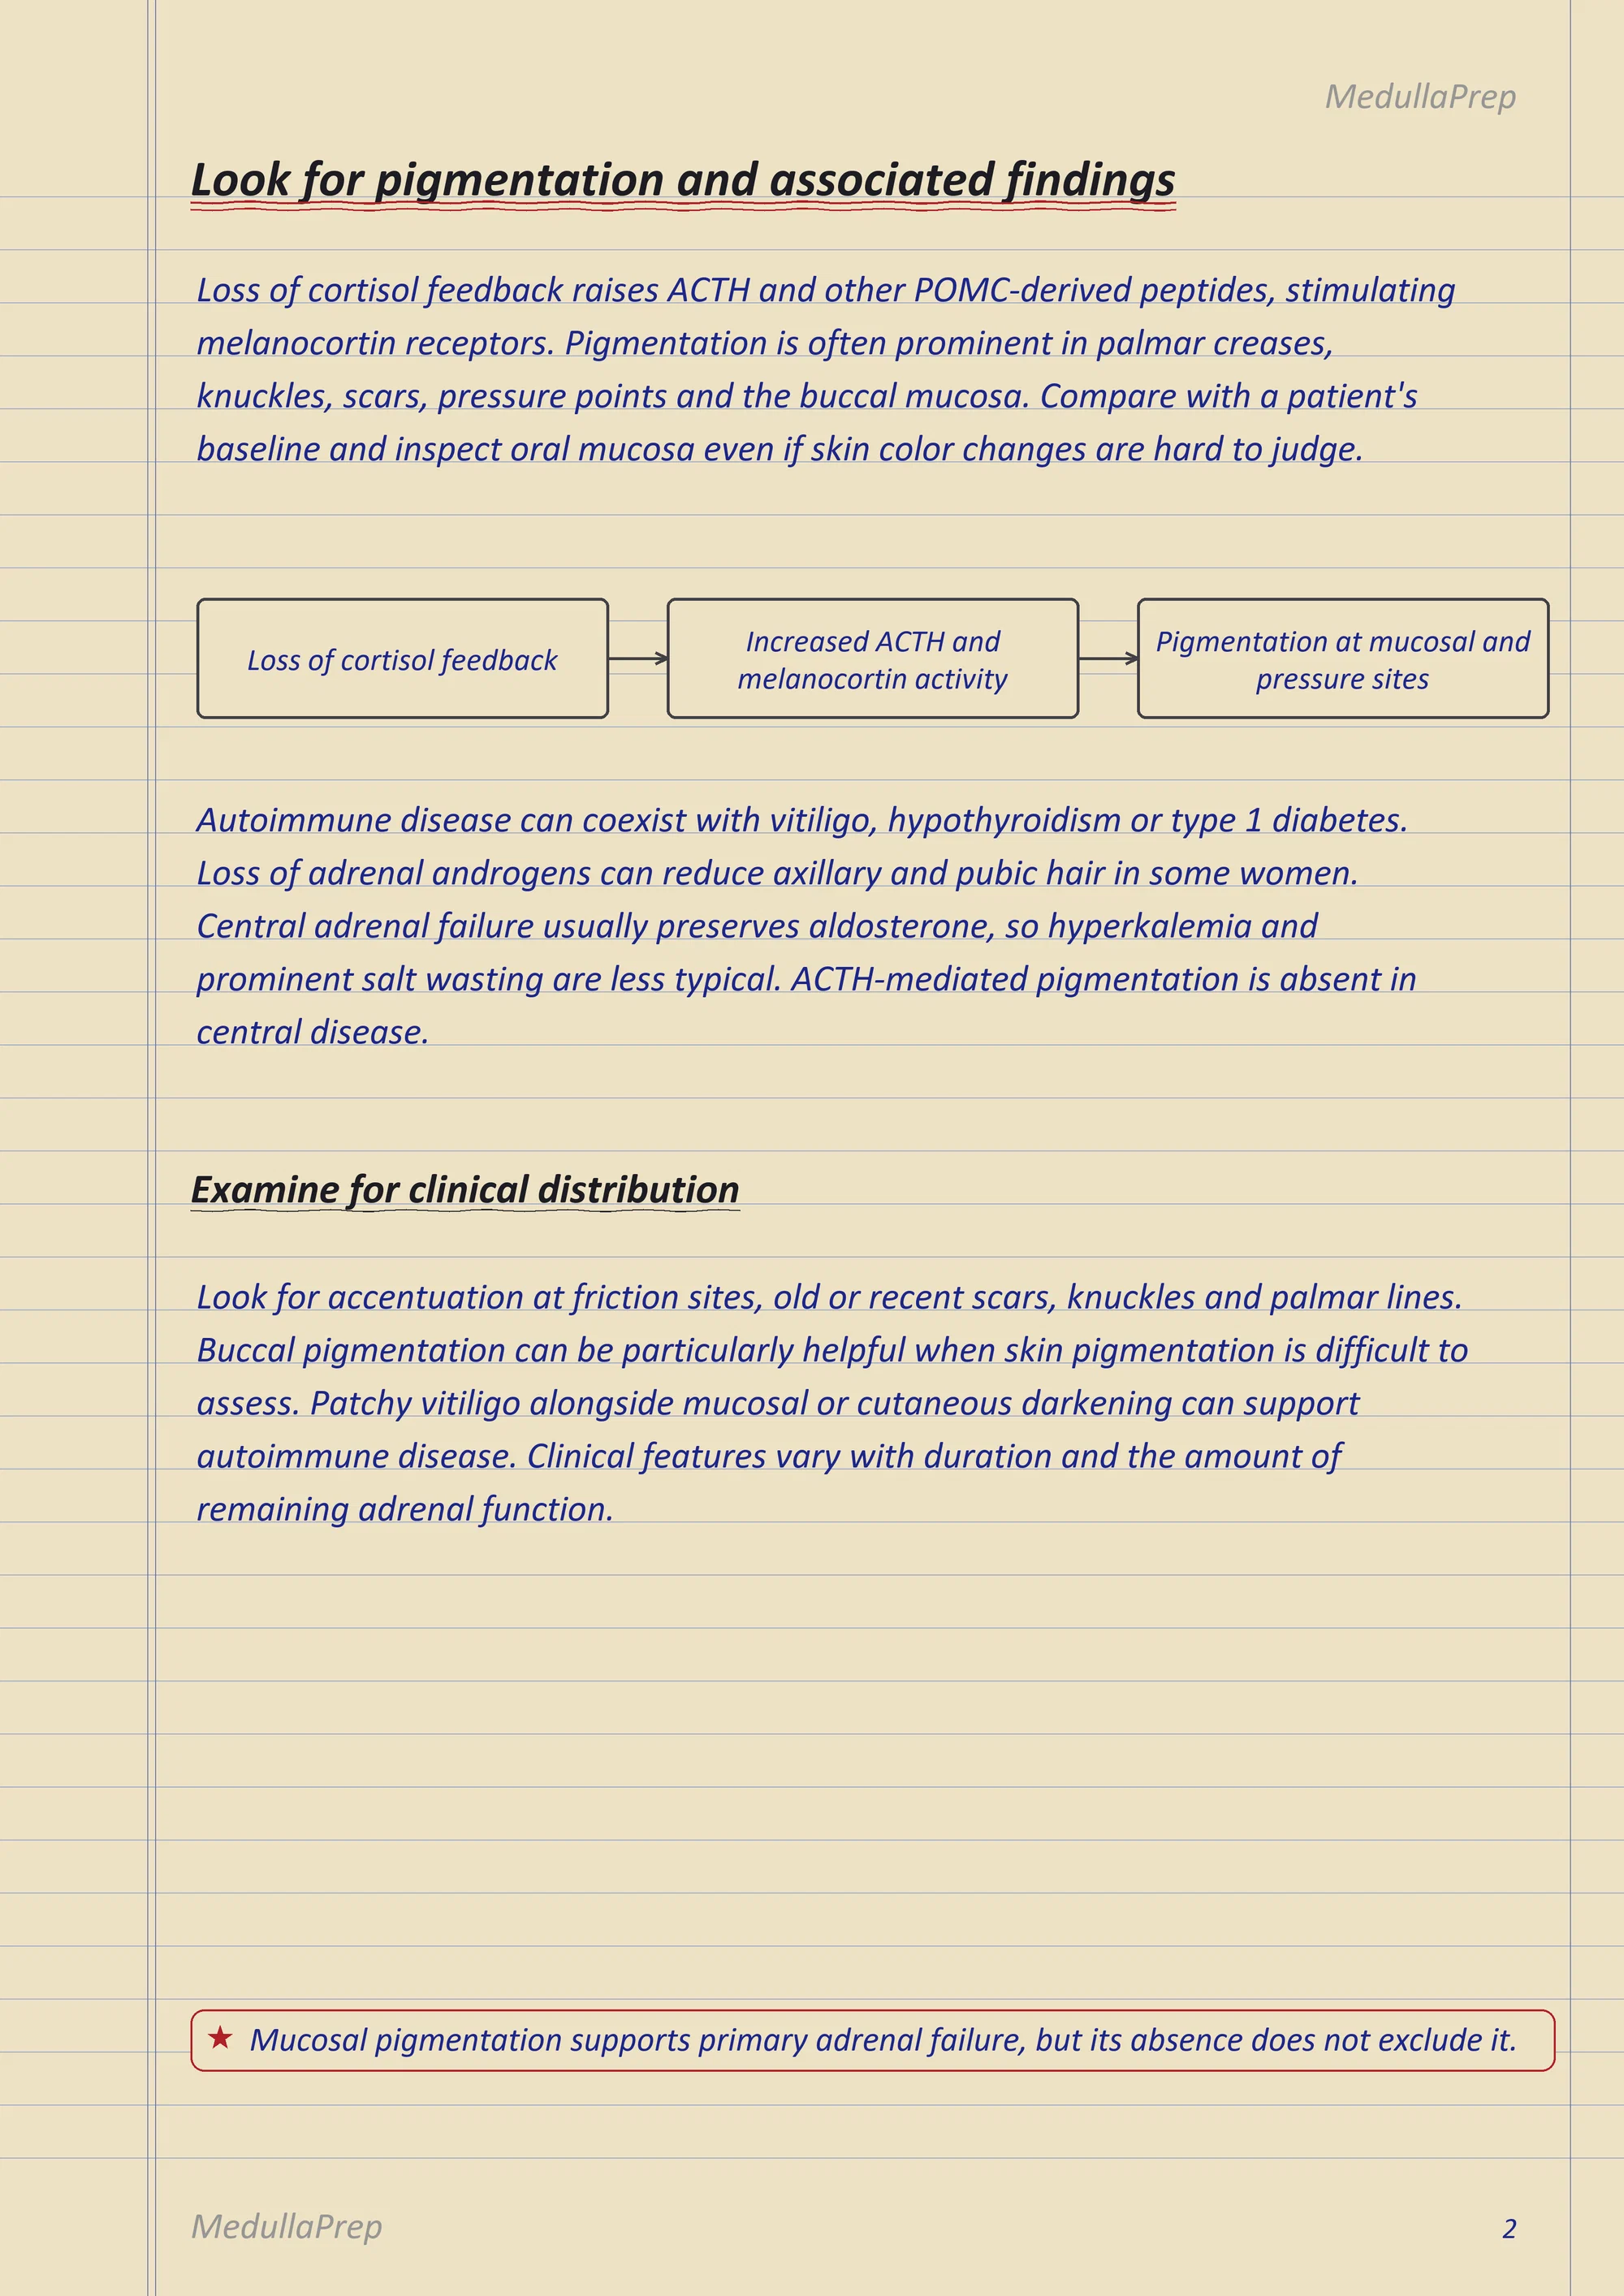 MedullaPrep
Look for pigmentation and associated findings
Loss of cortisol feedback raises ACTH and other POMC-derived peptides, stimulating
melanocortin receptors. Pigmentation is often prominent in palmar creases,
knuckles, scars, pressure points and the buccal mucosa. Compare with a patient's
baseline and inspect oral mucosa even if skin color changes are hard to judge.
Loss of cortisol feedback
Increased ACTH and
melanocortin activity
Pigmentation at mucosal and
pressure sites
Autoimmune disease can coexist with vitiligo, hypothyroidism or type 1 diabetes.
Loss of adrenal androgens can reduce axillary and pubic hair in some women.
Central adrenal failure usually preserves aldosterone, so hyperkalemia and
prominent salt wasting are less typical. ACTH-mediated pigmentation is absent in
central disease.
Examine for clinical distribution
Look for accentuation at friction sites, old or recent scars, knuckles and palmar lines.
Buccal pigmentation can be particularly helpful when skin pigmentation is difficult to
assess. Patchy vitiligo alongside mucosal or cutaneous darkening can support
autoimmune disease. Clinical features vary with duration and the amount of
remaining adrenal function.
★ Mucosal pigmentation supports primary adrenal failure, but its absence does not exclude it.
MedullaPrep
2